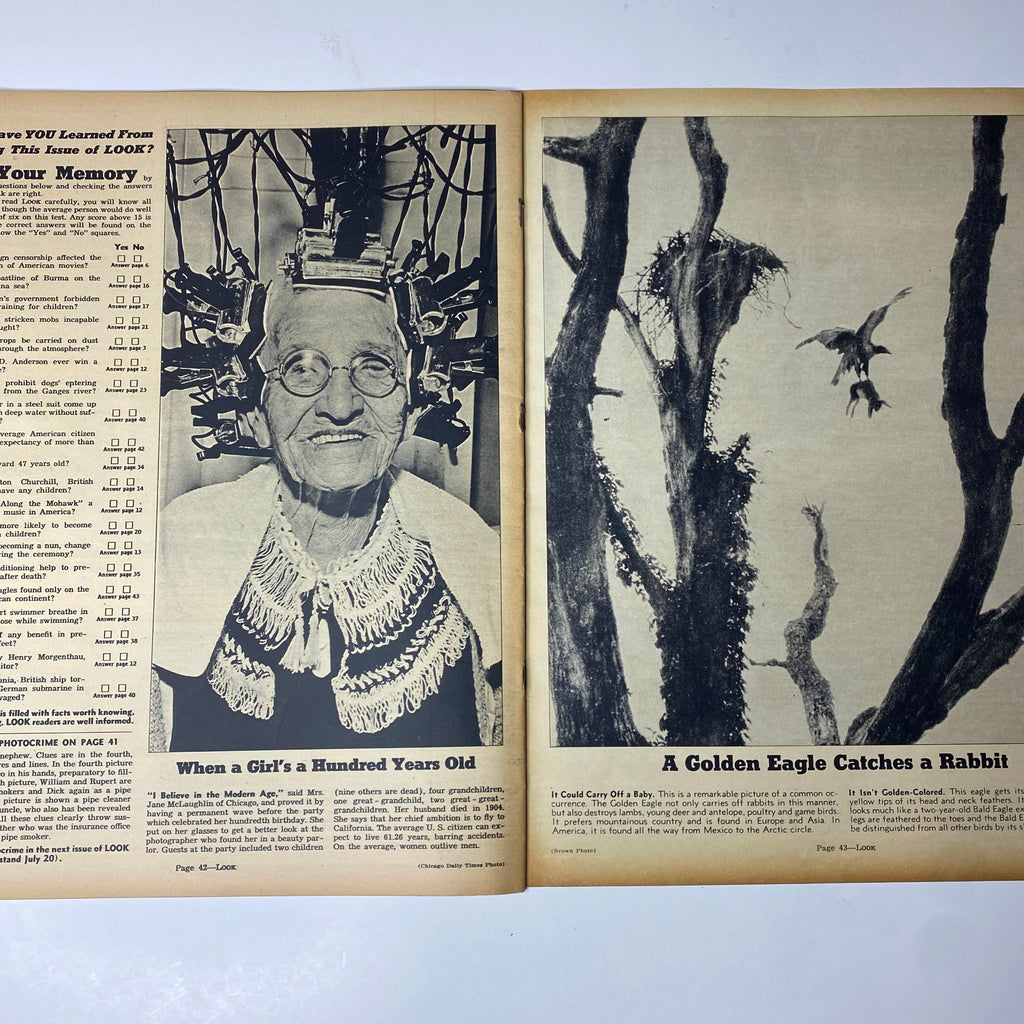 ave YOU Learned From
g This Issue of LOOK?
Your Memory by
uestions below and checking the answers
k are right.
read LOOK carefully, you will know all
though the average person would do well
of six on this test. Any score above 15 is
e correct answers will be found on the
ow the "Yes" and "No" squares.
Yes No
gn censorship affected the
n of American movies?
Answer page 6
astline of Burma on the
na sea?
Answer page 16
n's government forbidden
raining for children?
Answer page 17
stricken mobs incapable
ught?
Answer page 21
rops be carried on dust
hrough the atmosphere?
Answer page 3
D. Anderson ever win a
e?
Answer page 12
prohibit dogs' entering
from the Ganges river?
Answer page 23
r in a steel suit come up
n deep water without suf-
?
Answer page 40
verage American citizen
expectancy of more than
Answer page 42
ard 47 years old?
Answer page 34
ton Churchill, British
have any children?
Answer page 14
Along the Mohawk" a
music in America?
Answer page 12
more likely to become
n children?
Answer page 20
becoming a nun, change
ring the ceremony?
Answer page 13
ditioning help to pre-
after death?
Answer page 35
agles found only on the
can continent?
Answer page 43
rt swimmer breathe in
ose while swimming?
Answer page 37
f any benefit in pre-
feet?
Answer page 38
y Henry Morgenthau,
itor?
Answer page 12
ania, British ship tor-
German submarine in
vaged?
Answer page 40
is filled with facts worth knowing,
. LOOK readers are well informed.
PHOTOCRIME ON PAGE 41
nephew. Clues are in the fourth,
res and lines. In the fourth picture
o in his hands, preparatory to fill-
h picture, William and Rupert are
mokers and Dick again as a pipe
picture is shown a pipe cleaner
uncle, who also has been revealed
ll these clues clearly throw sus-
ther who was the insurance office
pipe smoker.
ocrime in the next issue of LOOK
stand July 20).
When a Girl's a Hundred Years Old
"I Believe in the Modern Age," said Mrs.
Jane McLaughlin of Chicago, and proved it by
having a permanent wave before the party
which celebrated her hundredth birthday. She
put on her glasses to get a better look at the
photographer who found her in a beauty par-
lor. Guests at the party included two children
(nine others are dead), four grandchildren,
one great-grandchild, two great-great-
grandchildren. Her husband died in 1904.
She says that her chief ambition is to fly to
California. The average U. S. citizen can ex-
pect to live 61.26 years, barring accidents.
On the average, women outlive men.
Page 42—LOOK
(Chicago Daily Times Photo)
A Golden Eagle Catches a Rabbit
It Could Carry Off a Baby. This is a remarkable picture of a common oc-
currence. The Golden Eagle not only carries off rabbits in this manner,
but also destroys lambs, young deer and antelope, poultry and game birds.
It prefers mountainous country and is found in Europe and Asia. In
America, it is found all the way from Mexico to the Arctic circle.
It Isn't Golden-Colored. This eagle gets its
yellow tips of its head and neck feathers. It
looks much like a two-year-old Bald Eagle ex
legs are feathered to the toes and the Bald E
be distinguished from all other birds by its s
(Brown Photo)
Page 43—LOOK